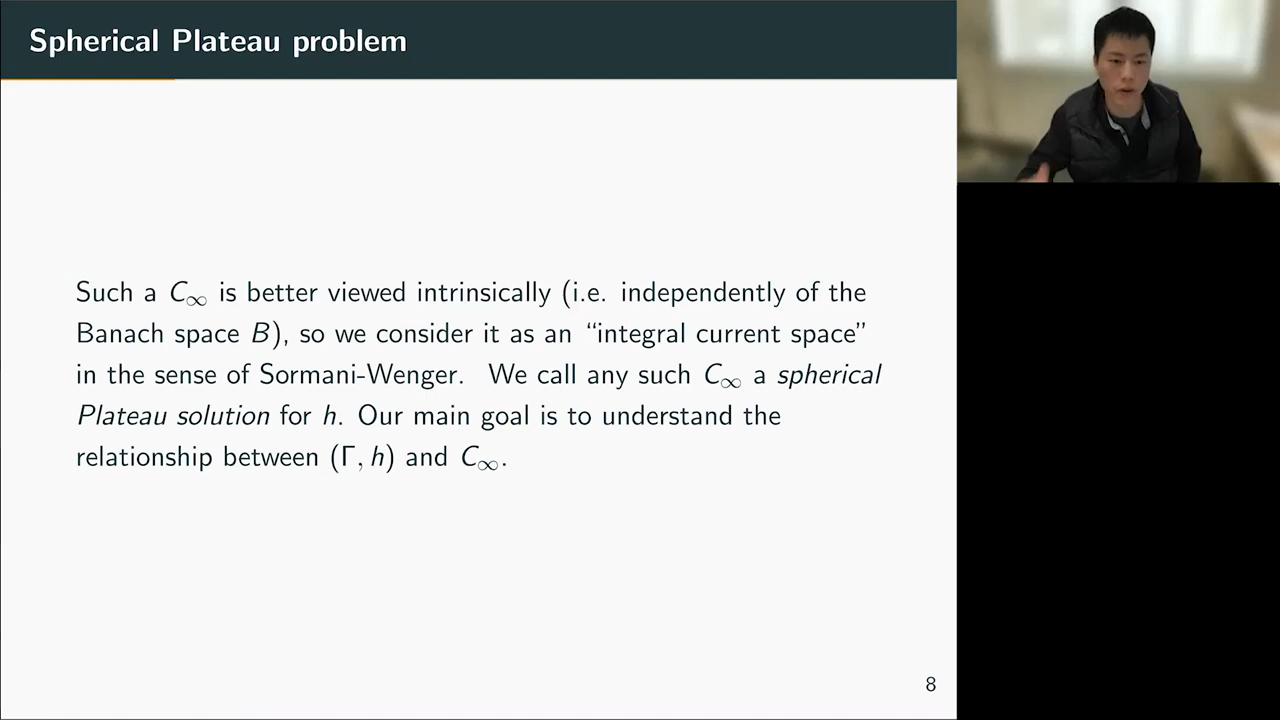 Spherical Plateau problem
Such a C∞ is better viewed intrinsically (i.e. independently of the
Banach space B), so we consider it as an “integral current space”
in the sense of Sormani-Wenger. We call any such C∞ a spherical
Plateau solution for h. Our main goal is to understand the
relationship between (Γ, h) and C∞.
8